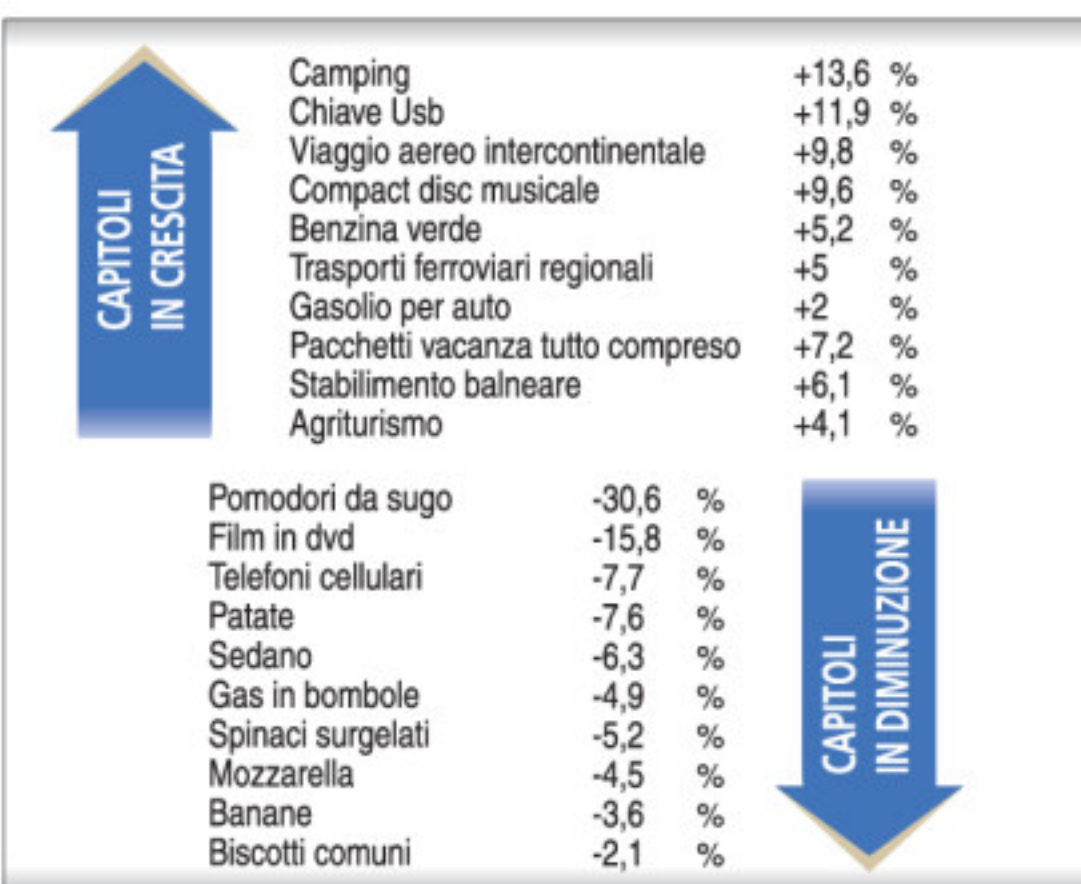 CAPITOLI
IN CRESCITA
Camping +13,6 %
Chiave Usb +11,9 %
Viaggio aereo intercontinentale +9,8 %
Compact disc musicale +9,6 %
Benzina verde +5,2 %
Trasporti ferroviari regionali +5 %
Gasolio per auto +2 %
Pacchetti vacanza tutto compreso +7,2 %
Stabilimento balneare +6,1 %
Agriturismo +4,1 %
Pomodori da sugo -30,6 %
Film in dvd -15,8 %
Telefoni cellulari -7,7 %
Patate -7,6 %
Sedano -6,3 %
Gas in bombole -4,9 %
Spinaci surgelati -5,2 %
Mozzarella -4,5 %
Banane -3,6 %
Biscotti comuni -2,1 %
CAPITOLI
IN DIMINUZIONE